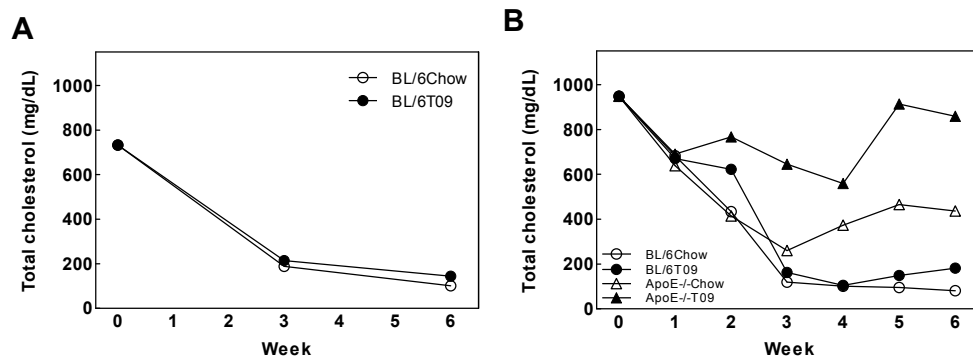 A
Total cholesterol (mg/dL)
1000
800
600
400
200
0
BL/6Chow
BL/6T09
0 1 2 3 4 5 6
Week
B
Total cholesterol (mg/dL)
1000
800
600
400
200
0
BL/6Chow
BL/6T09
ApoE-/-Chow
ApoE-/-T09
0 1 2 3 4 5 6
Week